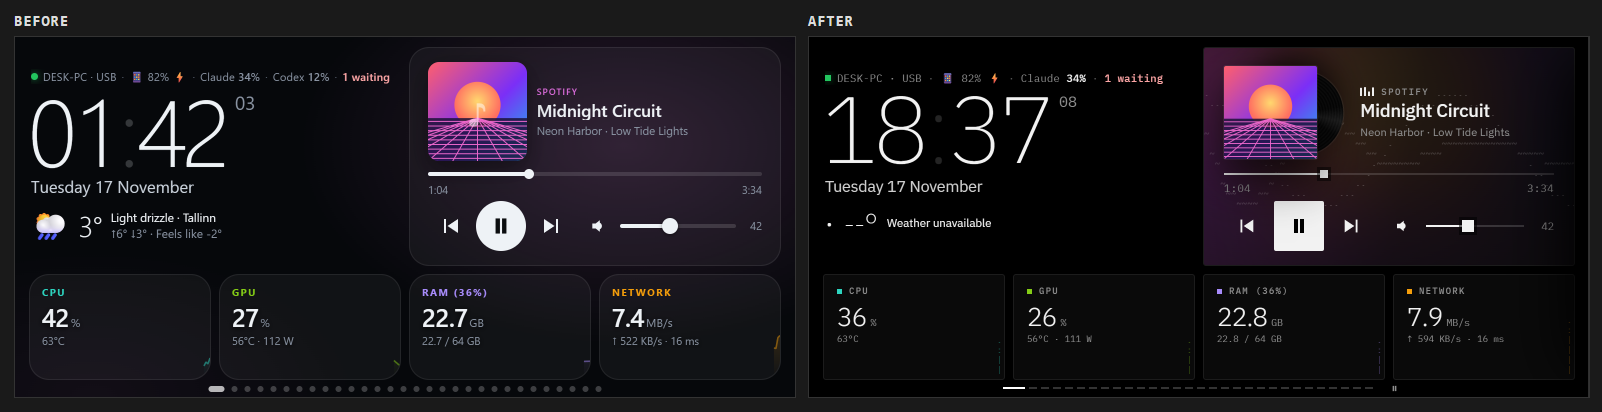 BEFORE
DESK-PC · USB · 82% · Claude 34% · Codex 12% · 1 waiting
01:42 03
Tuesday 17 November
3° Light drizzle · Tallinn
↑6° ↓3° · Feels like -2°
SPOTIFY
Midnight Circuit
Neon Harbor · Low Tide Lights
1:04 3:34
42
CPU
42 %
63°C
GPU
27 %
56°C · 112 W
RAM (36%)
22.7 GB
22.7 / 64 GB
NETWORK
7.4 MB/s
↑ 522 KB/s · 16 ms
AFTER
DESK-PC · USB · 82% · Claude 34% · 1 waiting
18:37 08
Tuesday 17 November
--° Weather unavailable
SPOTIFY
Midnight Circuit
Neon Harbor · Low Tide Lights
1:04 3:34
42
CPU
36 %
63°C
GPU
26 %
56°C · 111 W
RAM (36%)
22.8 GB
22.8 / 64 GB
NETWORK
7.9 MB/s
↑ 594 KB/s · 16 ms